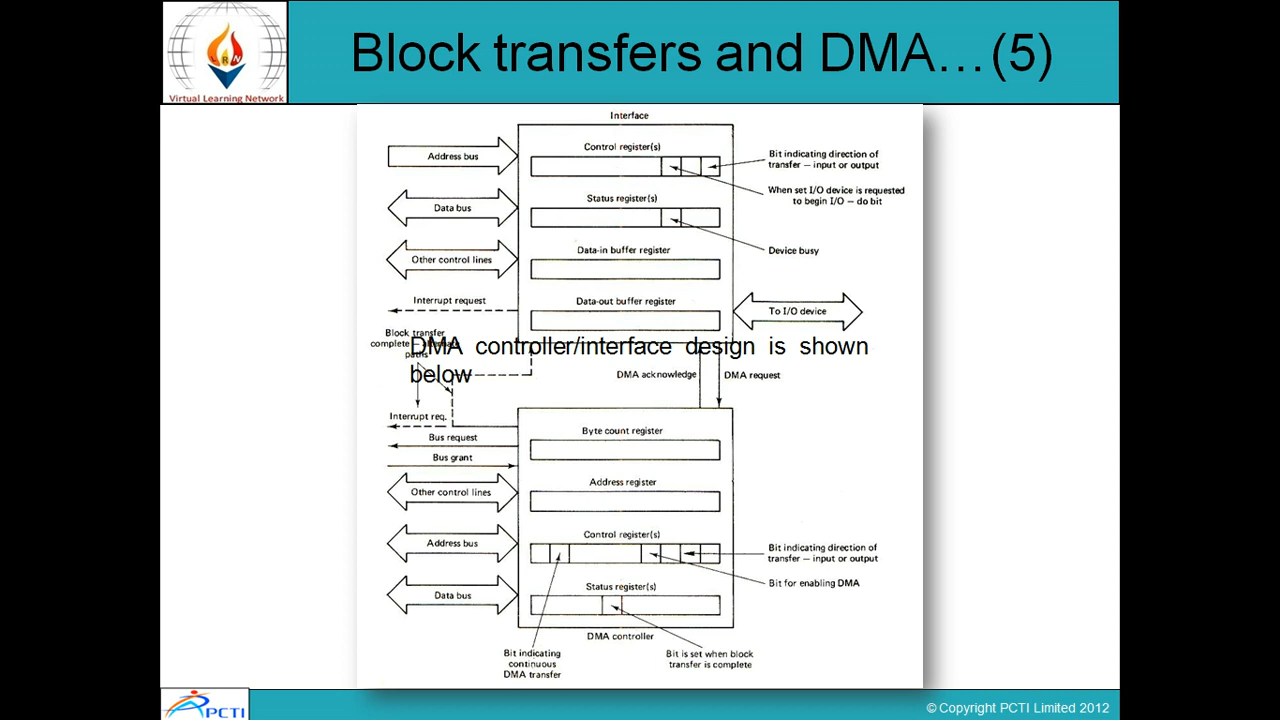 Block transfers and DMA…(5)
Virtual Learning Network
Interface
Address bus
Control register(s)
Bit indicating direction of
transfer – input or output
When set I/O device is requested
to begin I/O – do bit
Status register(s)
Data bus
Device busy
Data-in buffer register
Other control lines
Interrupt request
Data-out buffer register
To I/O device
Block transfer
complete – alternate
paths
DMA controller/interface design is shown
below
DMA acknowledge
DMA request
Interrupt req.
Bus request
Bus grant
Byte count register
Other control lines
Address register
Address bus
Control register(s)
Bit indicating direction of
transfer – input or output
Bit for enabling DMA
Data bus
Status register(s)
DMA controller
Bit indicating
continuous
DMA transfer
Bit is set when block
transfer is complete
PCTI
© Copyright PCTI Limited 2012